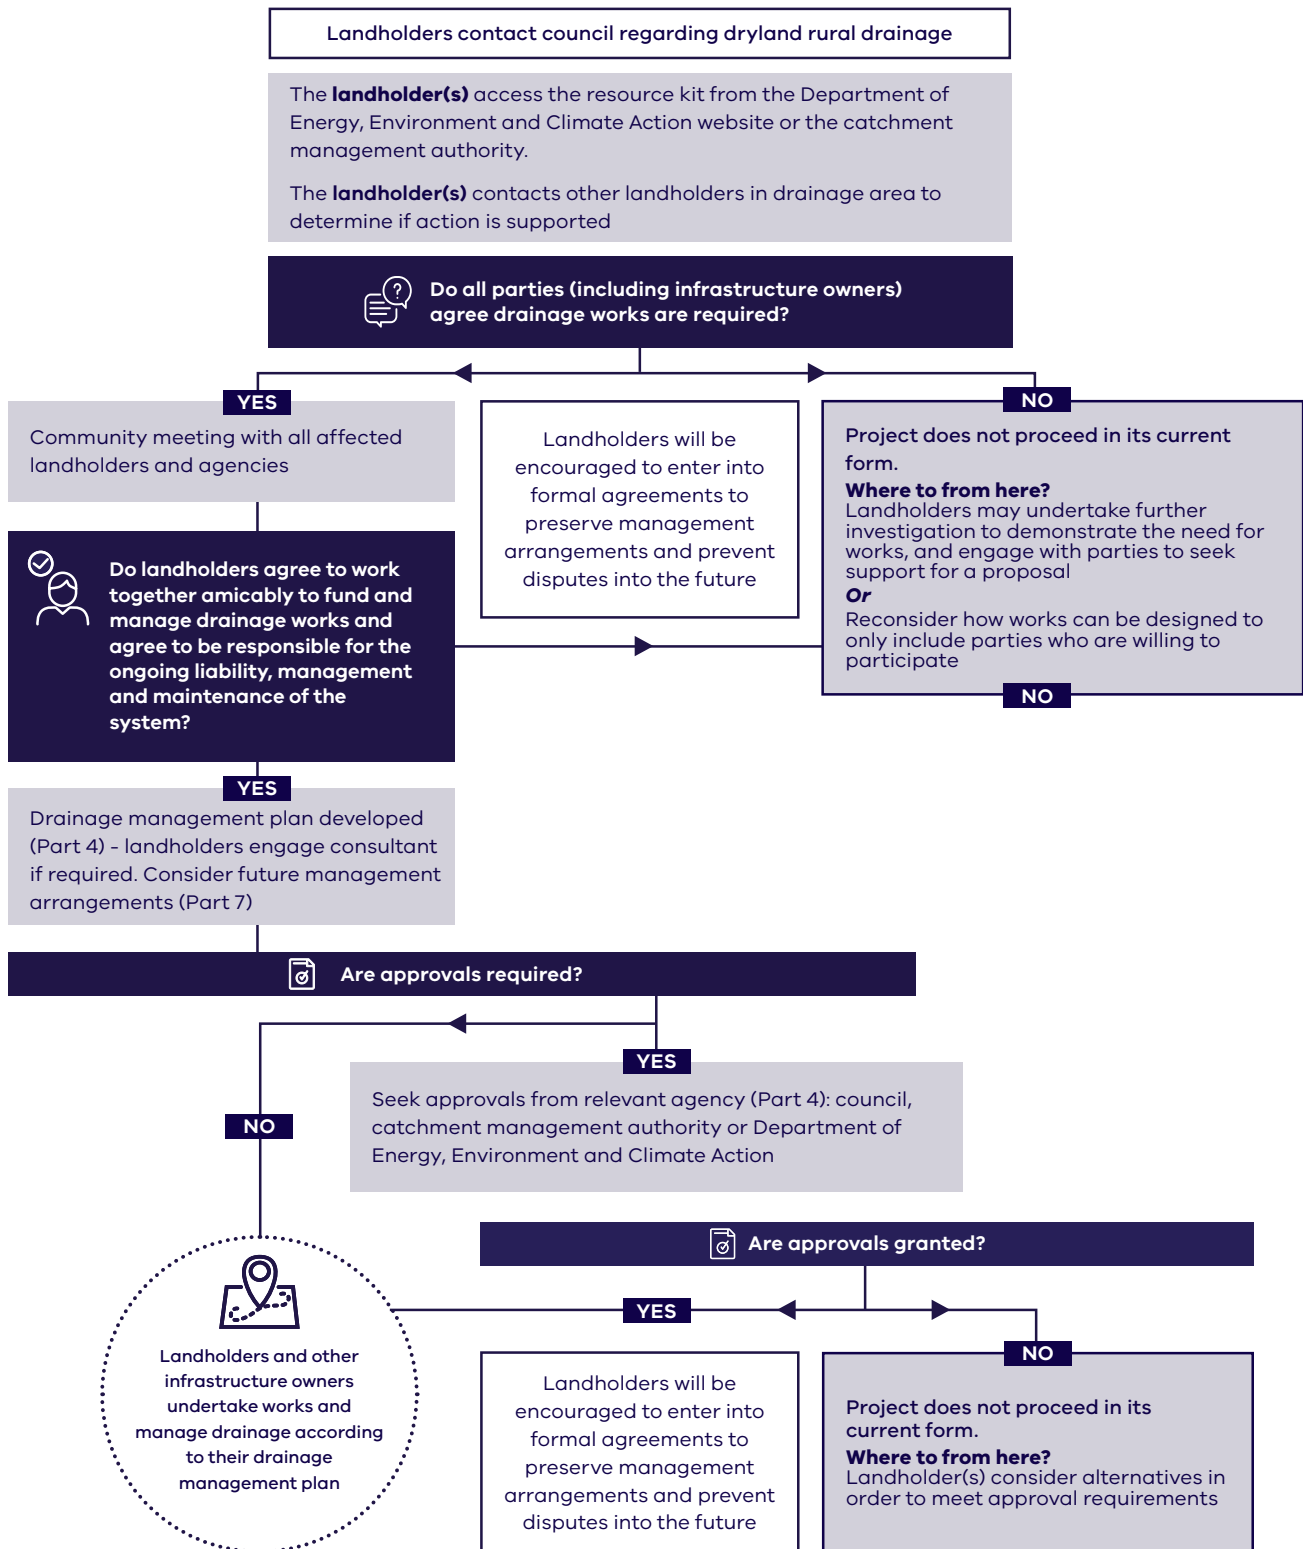 Landholders contact council regarding dryland rural drainage
The landholder(s) access the resource kit from the Department of
Energy, Environment and Climate Action website or the catchment
management authority.
The landholder(s) contacts other landholders in drainage area to
determine if action is supported
Do all parties (including infrastructure owners)
agree drainage works are required?
YES
Community meeting with all affected
landholders and agencies
Landholders will be
encouraged to enter into
formal agreements to
preserve management
arrangements and prevent
disputes into the future
NO
Project does not proceed in its current
form.
Where to from here?
Landholders may undertake further
investigation to demonstrate the need for
works, and engage with parties to seek
support for a proposal
Or
Reconsider how works can be designed to
only include parties who are willing to
participate
NO
Do landholders agree to work
together amicably to fund and
manage drainage works and
agree to be responsible for the
ongoing liability, management
and maintenance of the
system?
YES
Drainage management plan developed
(Part 4) - landholders engage consultant
if required. Consider future management
arrangements (Part 7)
Are approvals required?
YES
Seek approvals from relevant agency (Part 4): council,
catchment management authority or Department of
Energy, Environment and Climate Action
NO
Are approvals granted?
YES
Landholders and other
infrastructure owners
undertake works and
manage drainage according
to their drainage
management plan
Landholders will be
encouraged to enter into
formal agreements to
preserve management
arrangements and prevent
disputes into the future
NO
Project does not proceed in its
current form.
Where to from here?
Landholder(s) consider alternatives in
order to meet approval requirements